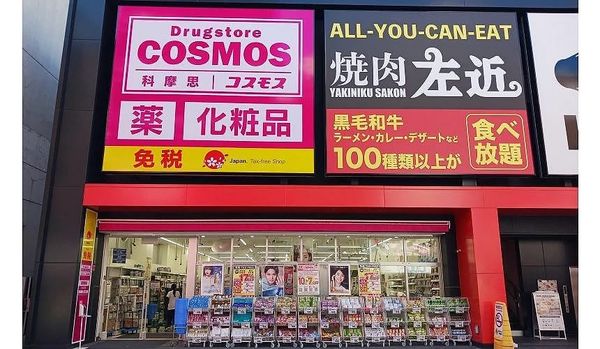 Drugstore
COSMOS
科摩思
コスモス
薬
化粧品
免税
Japan. Tax-free Shop
ALL-YOU-CAN-EAT
焼肉 左近
YAKINIKU SAKON
黒毛和牛
ラーメン・カレー・デザートなど
100種類以上が
食べ
放題